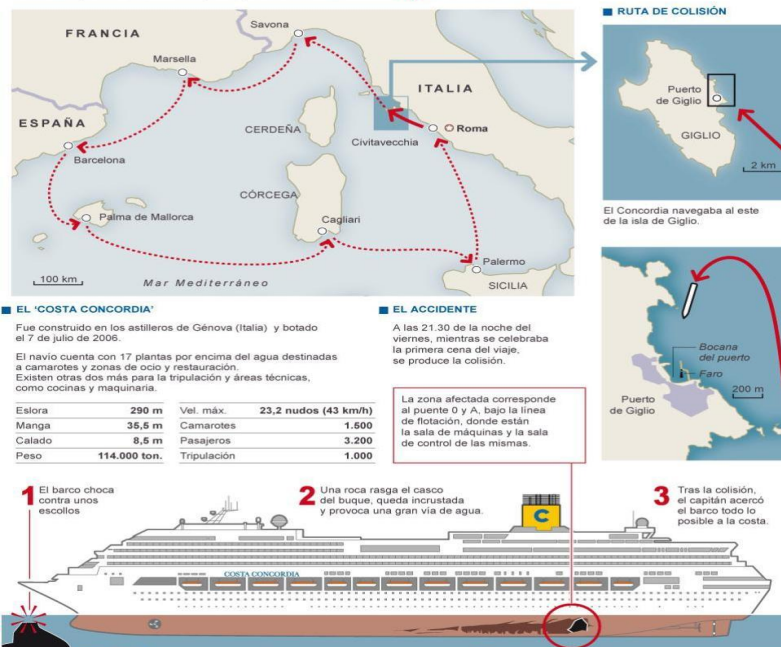 FRANCIA
Savona
Marsella
ITALIA
ESPAÑA
CERDEÑA
Roma
Civitavecchia
Barcelona
CÓRCEGA
Palma de Mallorca
Cagliari
Palermo
100 km
Mar Mediterráneo
SICILIA
RUTA DE COLISIÓN
Puerto
de Giglio
GIGLIO
2 km
El Concordia navegaba al este
de la isla de Giglio.
Bocana
del puerto
Faro
200 m
Puerto
de Giglio
EL 'COSTA CONCORDIA'
Fue construido en los astilleros de Génova (Italia) y botado
el 7 de julio de 2006.
El navío cuenta con 17 plantas por encima del agua destinadas
a camarotes y zonas de ocio y restauración.
Existen otras dos más para la tripulación y áreas técnicas,
como cocinas y maquinaria.
Eslora 290 m Vel. máx. 23,2 nudos (43 km/h)
Manga 35,5 m Camarotes 1.500
Calado 8,5 m Pasajeros 3.200
Peso 114.000 ton. Tripulación 1.000
EL ACCIDENTE
A las 21.30 de la noche del
viernes, mientras se celebraba
la primera cena del viaje,
se produce la colisión.
La zona afectada corresponde
al puente 0 y A, bajo la línea
de flotación, donde están
la sala de máquinas y la sala
de control de las mismas.
1 El barco choca
contra unos
escollos
2 Una roca rasga el casco
del buque, queda incrustada
y provoca una gran vía de agua.
3 Tras la colisión,
el capitán acercó
el barco todo lo
posible a la costa.
C
COSTA CONCORDIA